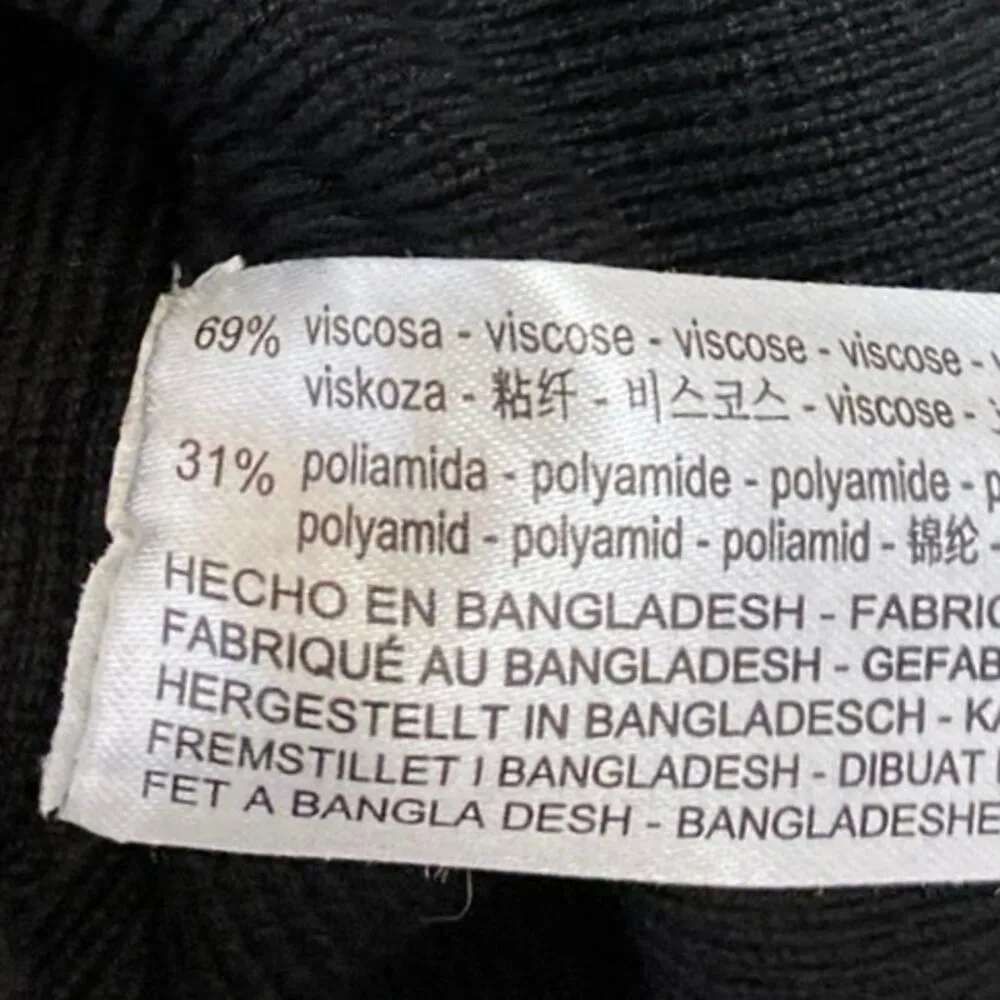 69% viscosa - viscose - viscose - viscose -
viskoza - 粘纤 - 비스코스 - viscose -
31% poliamida - polyamide - polyamide -
polyamid - polyamid - poliamid - 锦纶 -
HECHO EN BANGLADESH - FABRIC
FABRIQUÉ AU BANGLADESH - GEFAB
HERGESTELLT IN BANGLADESCH - KA
FREMSTILLET I BANGLADESH - DIBUAT
FET A BANGLA DESH - BANGLADESHE